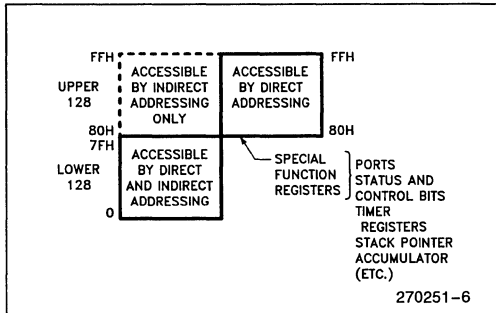 FFH
UPPER
128
80H
7FH
LOWER
128
0
ACCESSIBLE
BY INDIRECT
ADDRESSING
ONLY
ACCESSIBLE
BY DIRECT
ADDRESSING
FFH
80H
ACCESSIBLE
BY DIRECT
AND INDIRECT
ADDRESSING
SPECIAL
FUNCTION
REGISTERS
PORTS
STATUS AND
CONTROL BITS
TIMER
REGISTERS
STACK POINTER
ACCUMULATOR
(ETC.)
270251-6